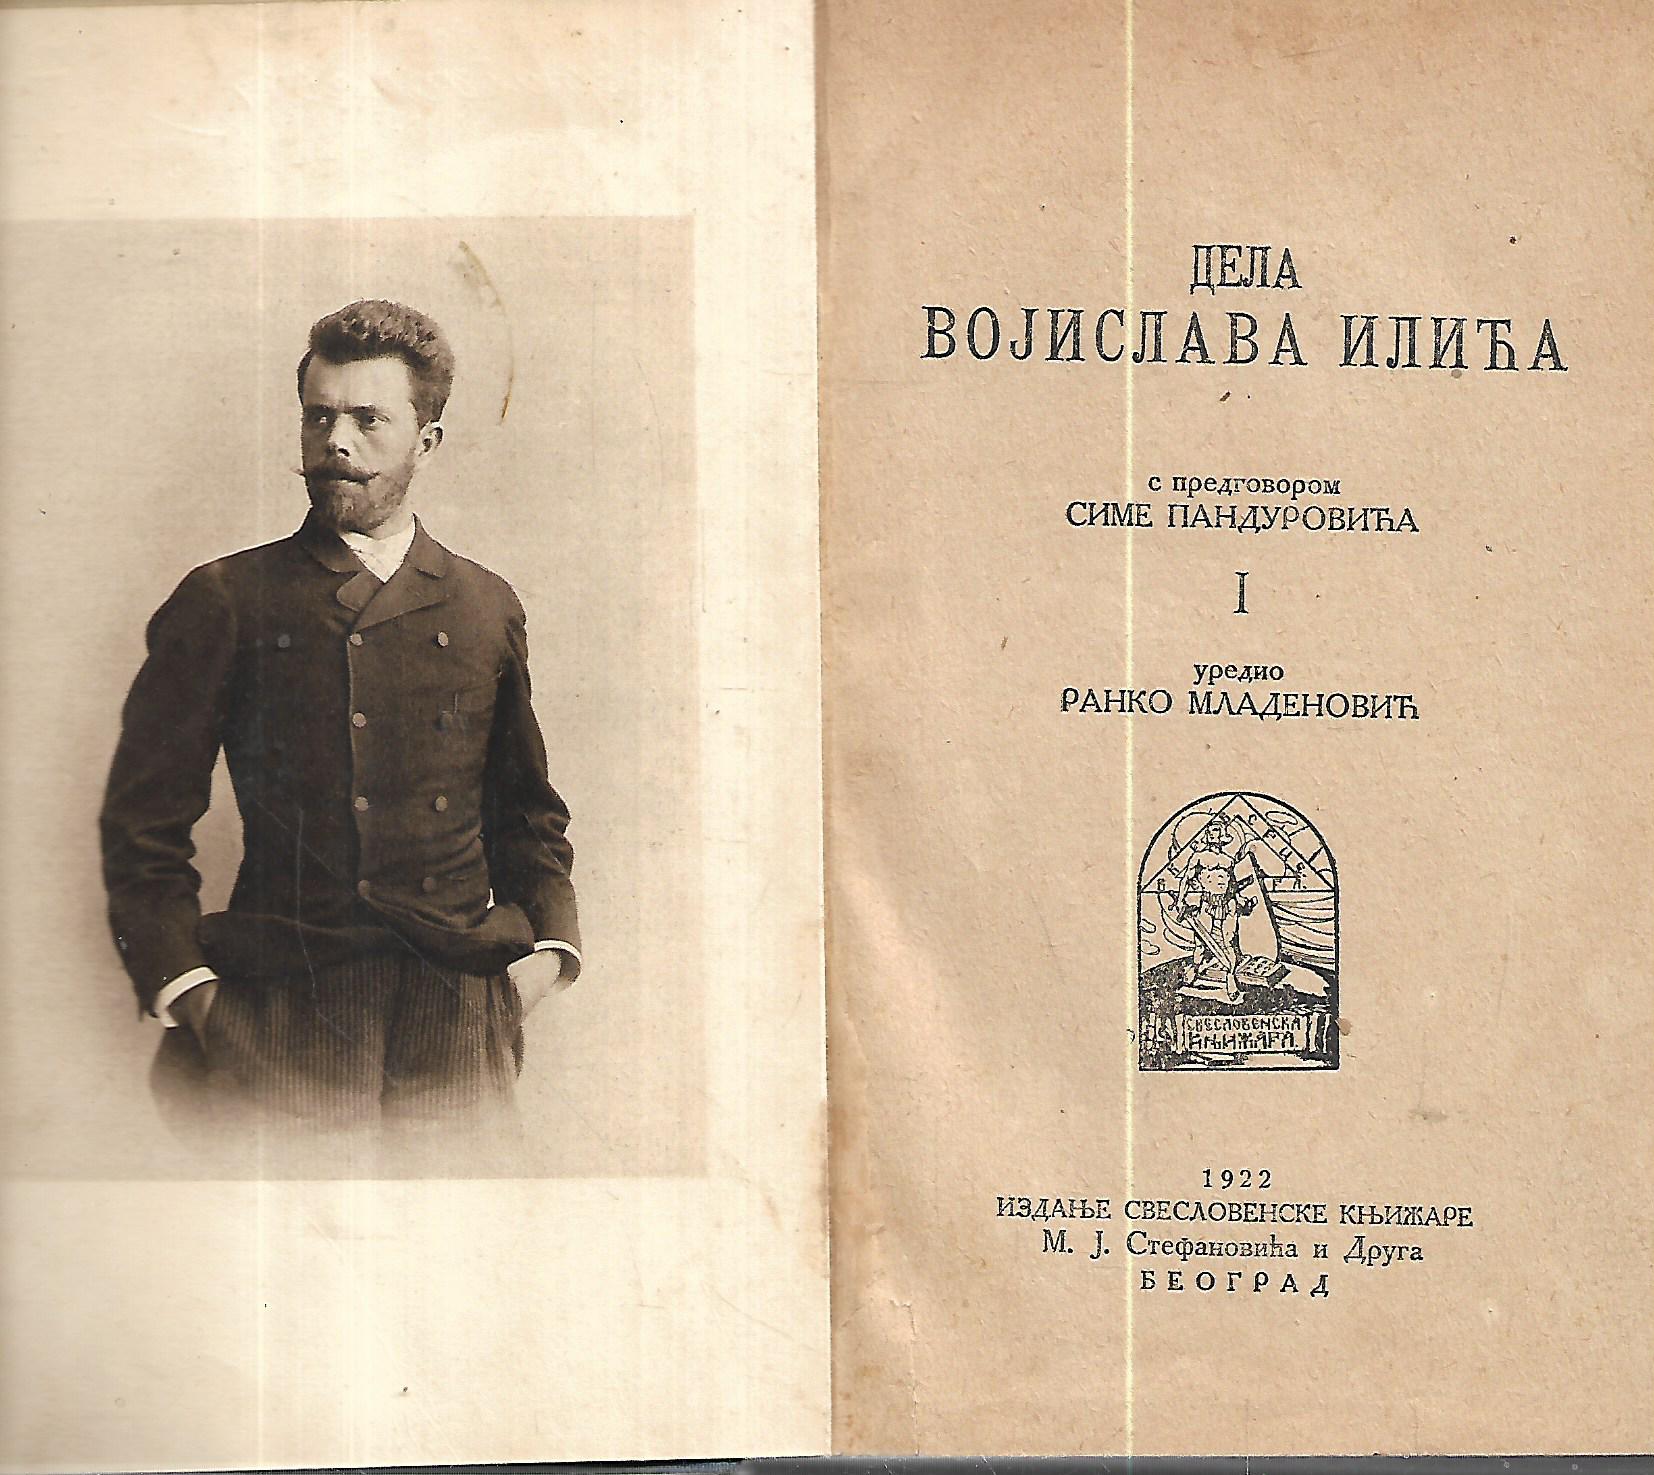 ДЕЛА
ВОЈИСЛАВА ИЛИЋА
с предговором
СИМЕ ПАНДУРОВИЋА
I
уредио
РАНКО МЛАДЕНОВИЋ
СВЕСЛОВЕНСКА
КЊИЖАРА.
1922
ИЗДАЊЕ СВЕСЛОВЕНСКЕ КЊИЖАРЕ
М. Ј. Стефановића и Друга
БЕОГРАД